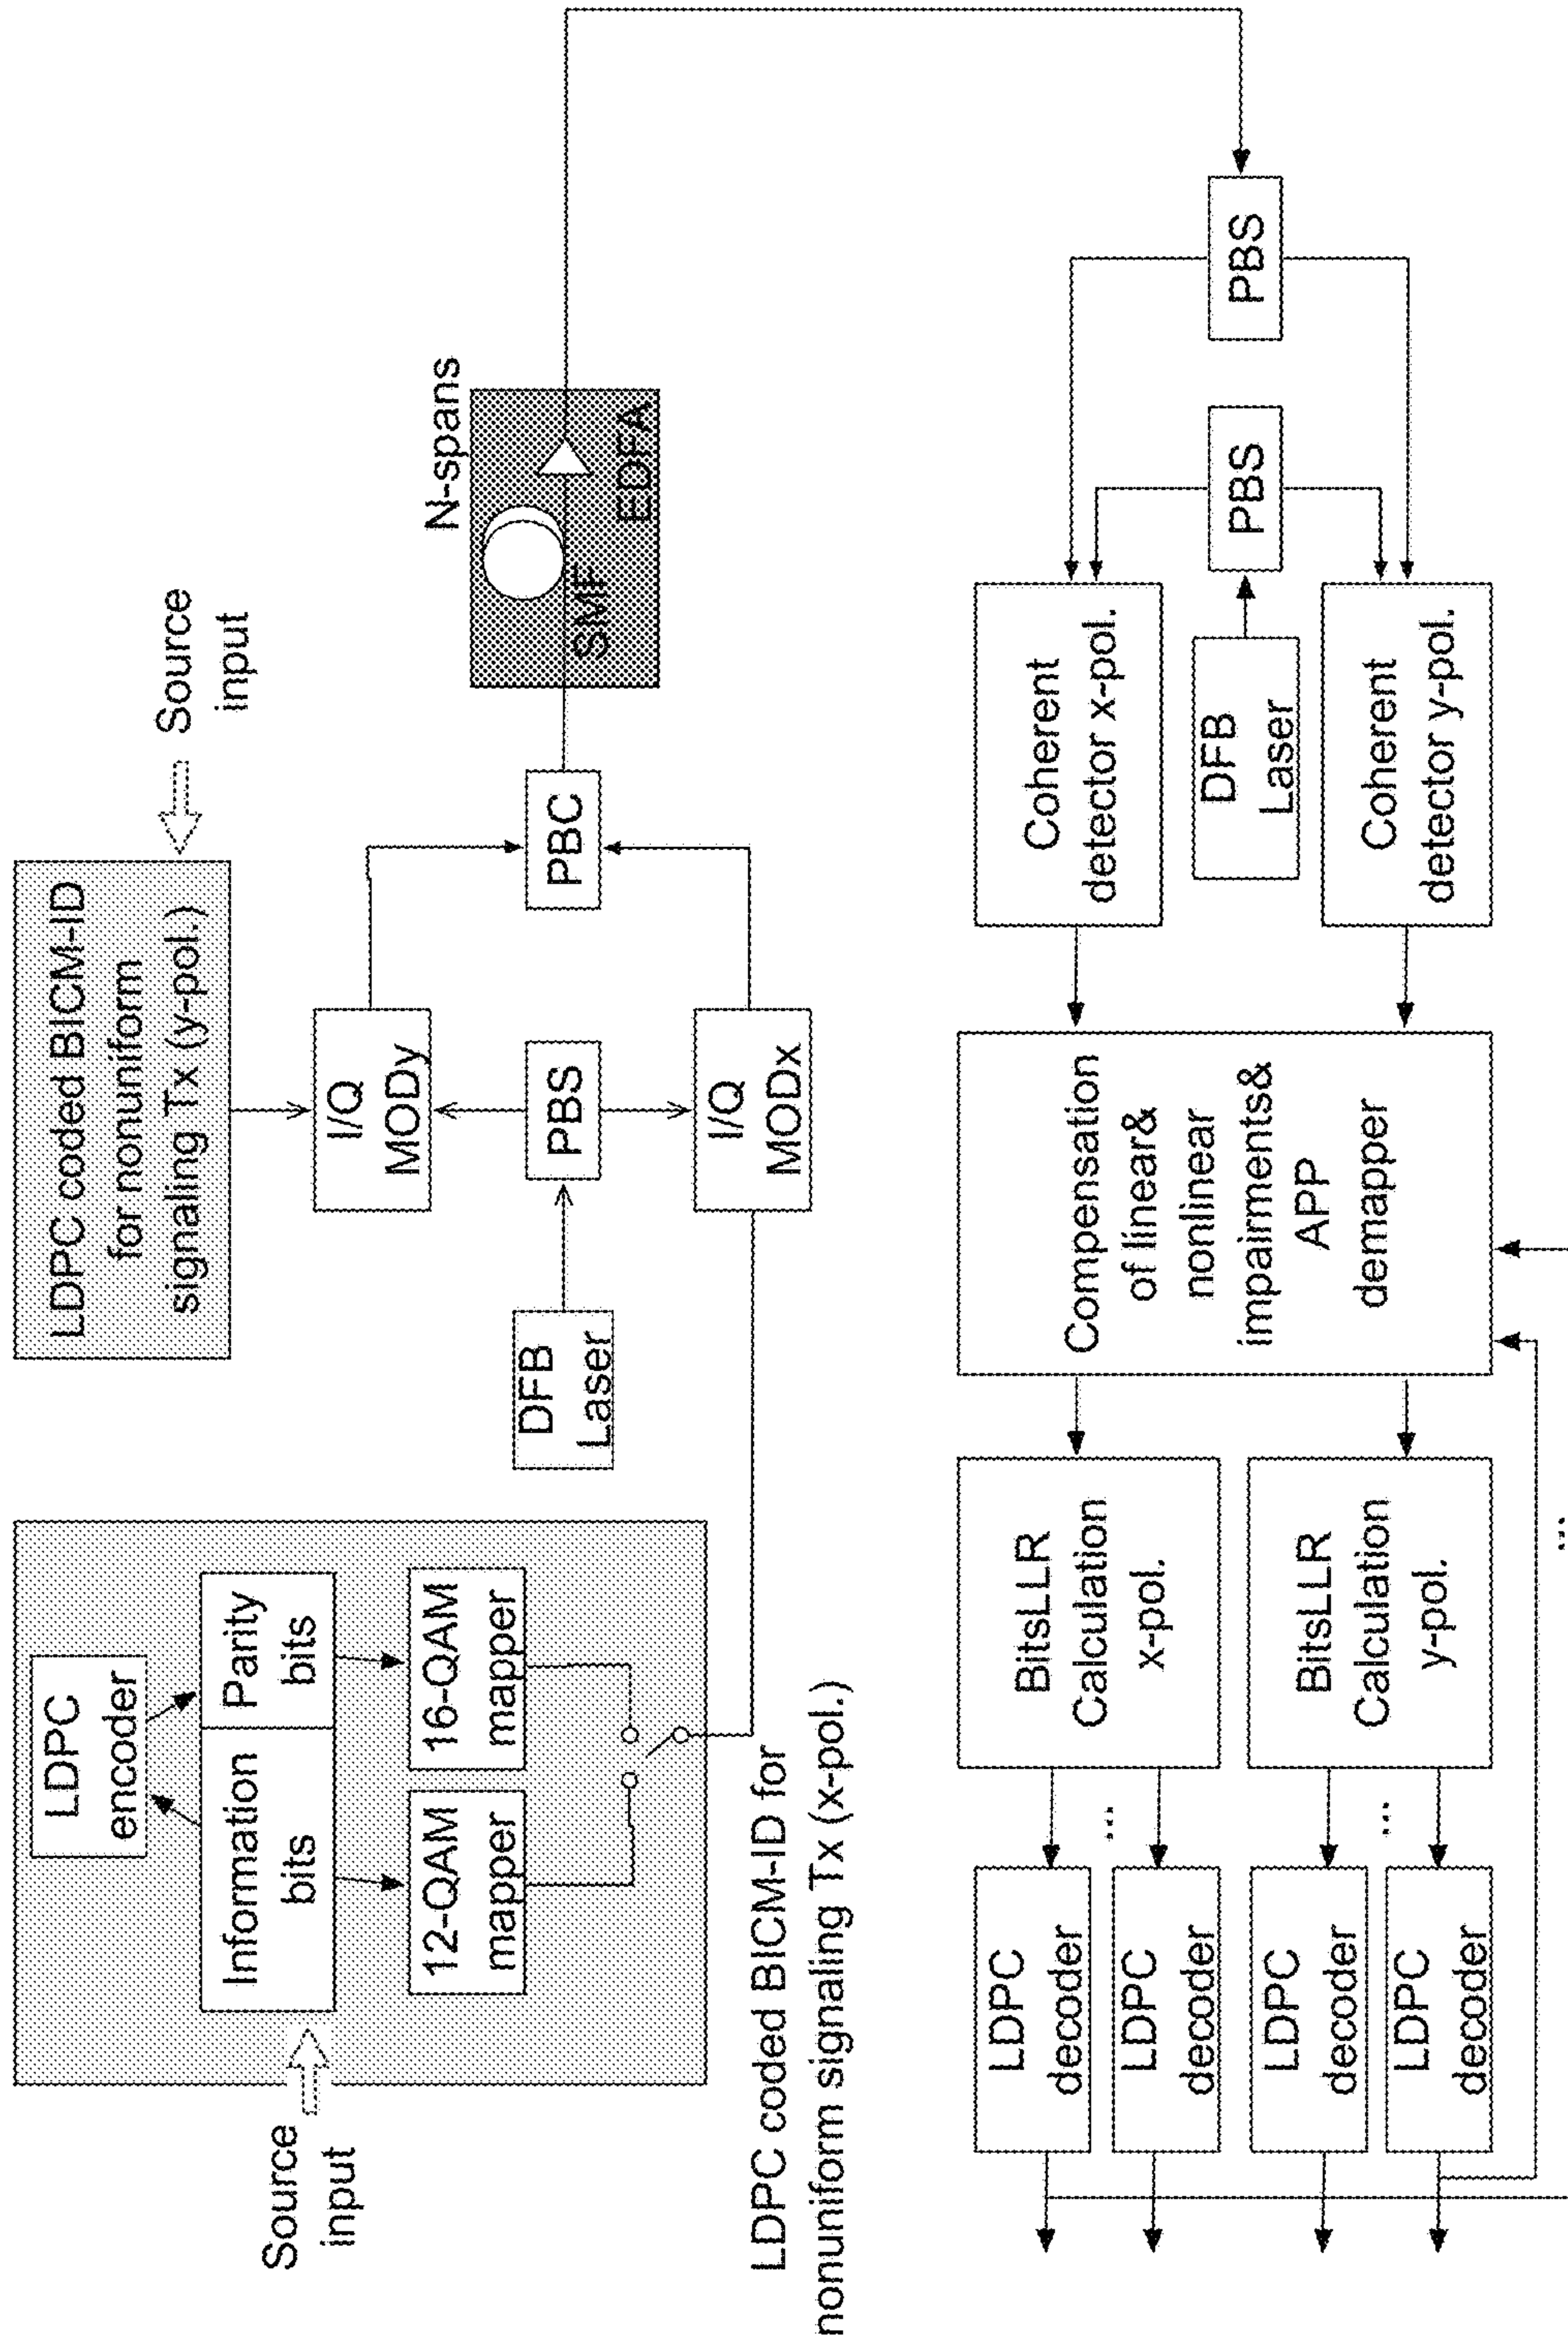 Source
input
LDPC
encoder
Information
bits
Parity
bits
12-QAM
mapper
16-QAM
mapper
LDPC coded BICM-ID for
nonuniform signaling Tx (x-pol.)
LDPC coded BICM-ID
for nonuniform
signaling Tx (y-pol.)
Source
input
DFB
Laser
I/Q
MODy
PBS
I/Q
MODx
PBC
N-spans
SMF
EDFA
LDPC
decoder
LDPC
decoder
LDPC
decoder
LDPC
decoder
...
...
BitsLLR
Calculation
x-pol.
BitsLLR
Calculation
y-pol.
...
Compensation
of linear&
nonlinear
impairments&
APP
demapper
Coherent
detector x-pol.
DFB
Laser
Coherent
detector y-pol.
PBS
PBS